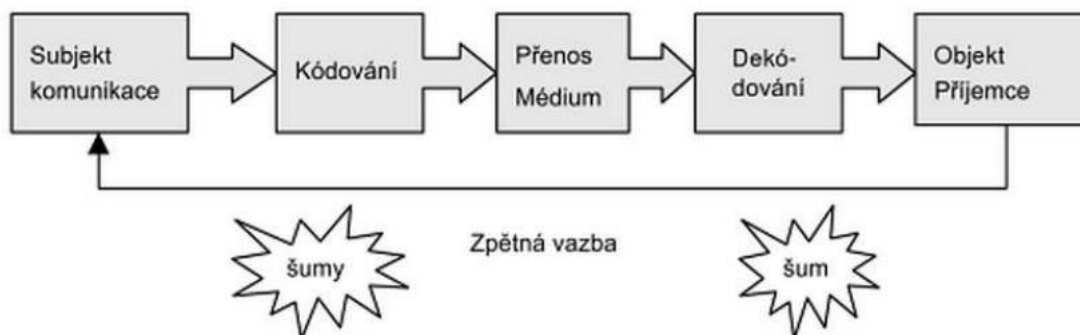 Subjekt
komunikace
Kódování
Přenos
Médium
Dekó-
dování
Objekt
Příjemce
Zpětná vazba
šumy
šum